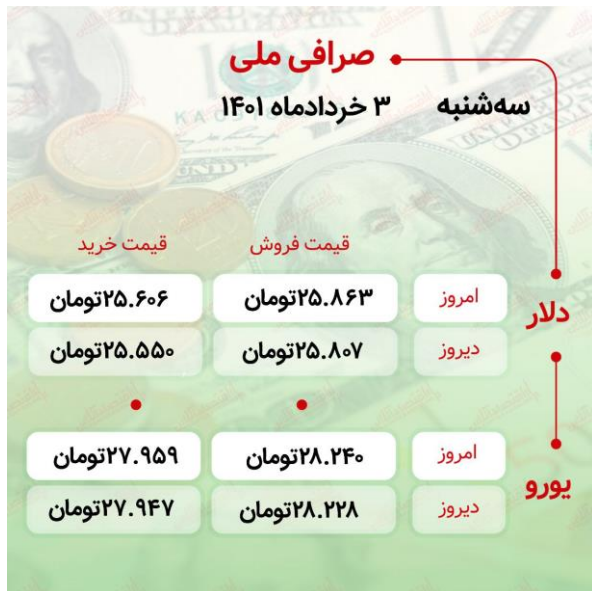 صرافی ملی
سه‌شنبه ۳ خردادماه ۱۴۰۱
قیمت فروش قیمت خرید
دلار
امروز ۲۵.۸۶۳تومان ۲۵.۶۰۶تومان
دیروز ۲۵.۸۰۷تومان ۲۵.۵۵۰تومان
یورو
امروز ۲۸.۲۴۰تومان ۲۷.۹۵۹تومان
دیروز ۲۸.۲۲۸تومان ۲۷.۹۴۷تومان